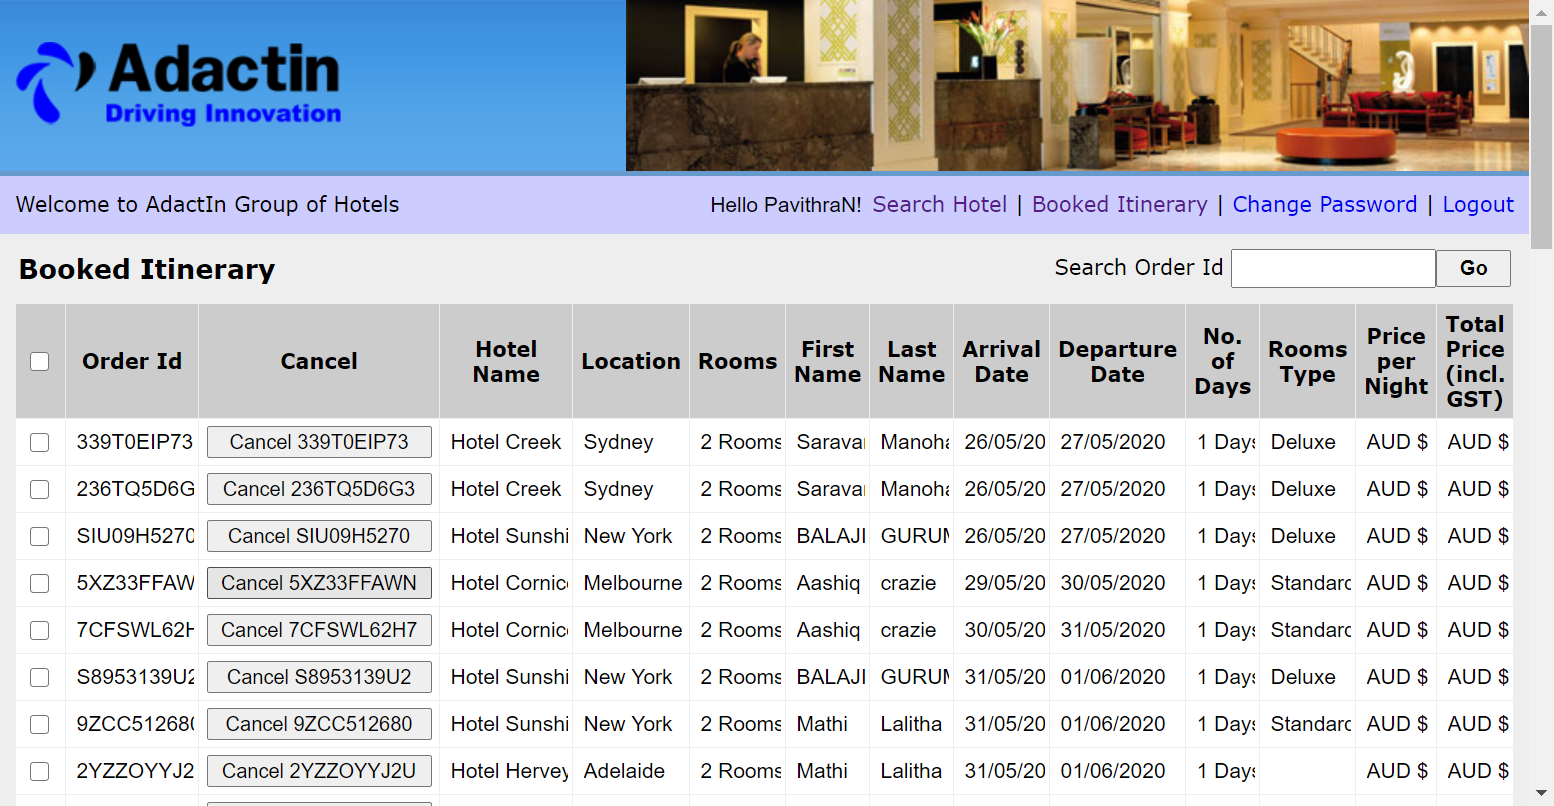 Adactin
Driving Innovation
Welcome to AdactIn Group of Hotels Hello PavithraN! Search Hotel | Booked Itinerary | Change Password | Logout
Booked Itinerary Search Order Id Go
Order Id Cancel Hotel Name Location Rooms First Name Last Name Arrival Date Departure Date No. of Days Rooms Type Price per Night Total Price (incl. GST)
339T0EIP73 Cancel 339T0EIP73 Hotel Creek Sydney 2 Rooms Sarava Manoha 26/05/20 27/05/2020 1 Days Deluxe AUD $ AUD $
236TQ5D6G Cancel 236TQ5D6G3 Hotel Creek Sydney 2 Rooms Sarava Manoha 26/05/20 27/05/2020 1 Days Deluxe AUD $ AUD $
SIU09H5270 Cancel SIU09H5270 Hotel Sunshi New York 2 Rooms BALAJI GURUM 26/05/20 27/05/2020 1 Days Deluxe AUD $ AUD $
5XZ33FFAW Cancel 5XZ33FFAWN Hotel Cornic Melbourne 2 Rooms Aashiq crazie 29/05/20 30/05/2020 1 Days Standard AUD $ AUD $
7CFSWL62H Cancel 7CFSWL62H7 Hotel Cornic Melbourne 2 Rooms Aashiq crazie 30/05/20 31/05/2020 1 Days Standard AUD $ AUD $
S8953139U2 Cancel S8953139U2 Hotel Sunshi New York 2 Rooms BALAJI GURUM 31/05/20 01/06/2020 1 Days Deluxe AUD $ AUD $
9ZCC512680 Cancel 9ZCC512680 Hotel Sunshi New York 2 Rooms Mathi Lalitha 31/05/20 01/06/2020 1 Days Standard AUD $ AUD $
2YZZOYYJ2 Cancel 2YZZOYYJ2U Hotel Hervey Adelaide 2 Rooms Mathi Lalitha 31/05/20 01/06/2020 1 Days AUD $ AUD $